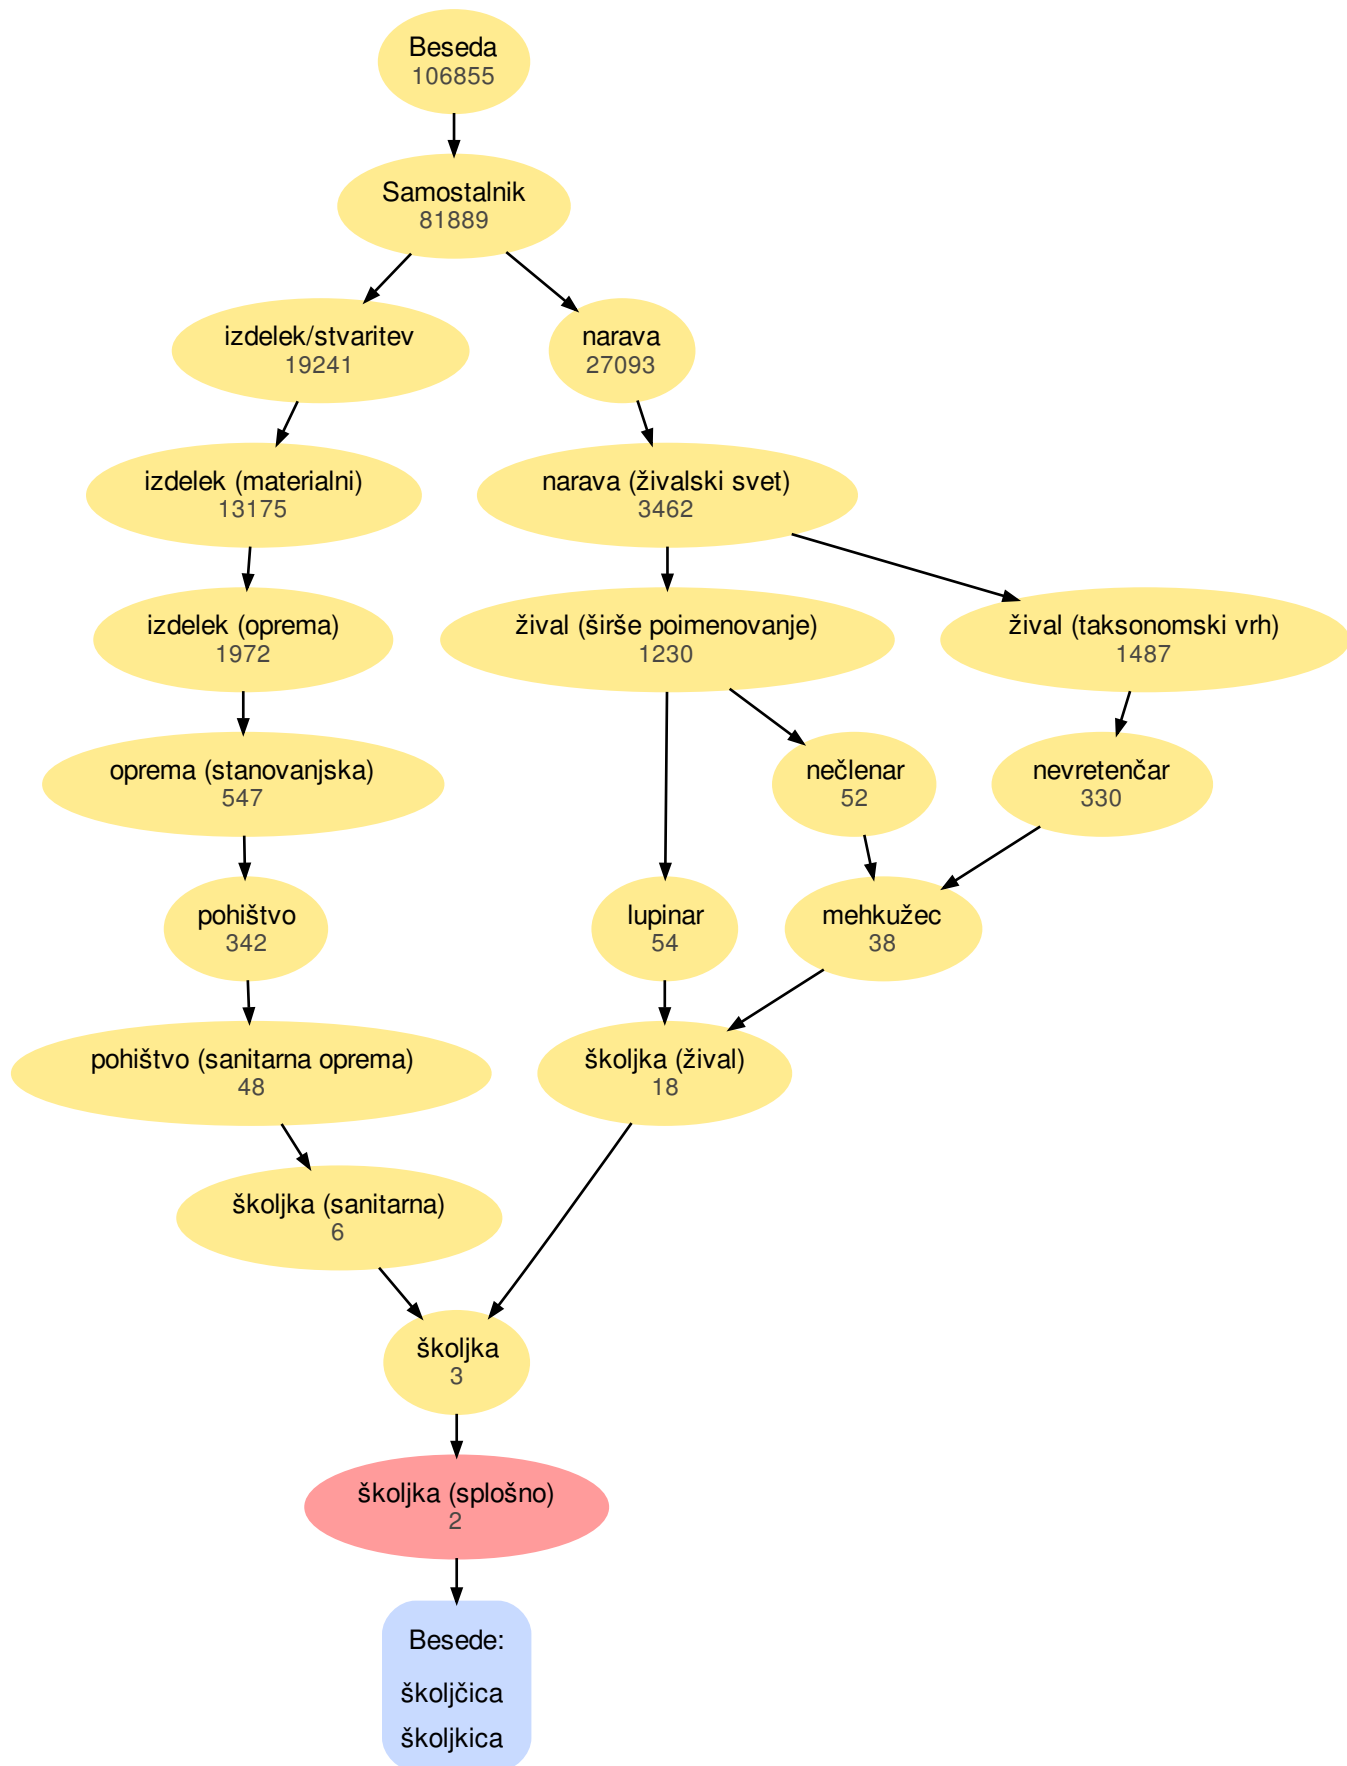 Beseda
106855
Samostalnik
81889
izdelek/stvaritev
19241
narava
27093
izdelek (materialni)
13175
narava (živalski svet)
3462
izdelek (oprema)
1972
žival (širše poimenovanje)
1230
žival (taksonomski vrh)
1487
oprema (stanovanjska)
547
nečlenar
52
nevretenčar
330
pohištvo
342
lupinar
54
mehkužec
38
pohištvo (sanitarna oprema)
48
školjka (žival)
18
školjka (sanitarna)
6
školjka
3
školjka (splošno)
2
Besede:
školjčica
školjkica